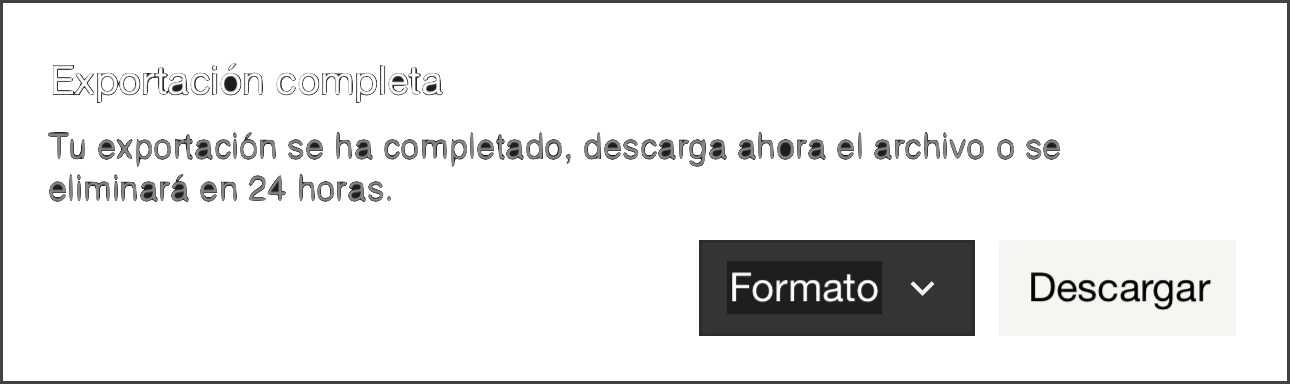 Exportación completa
Tu exportación se ha completado, descarga ahora el archivo o se
eliminará en 24 horas.
Formato
Descargar